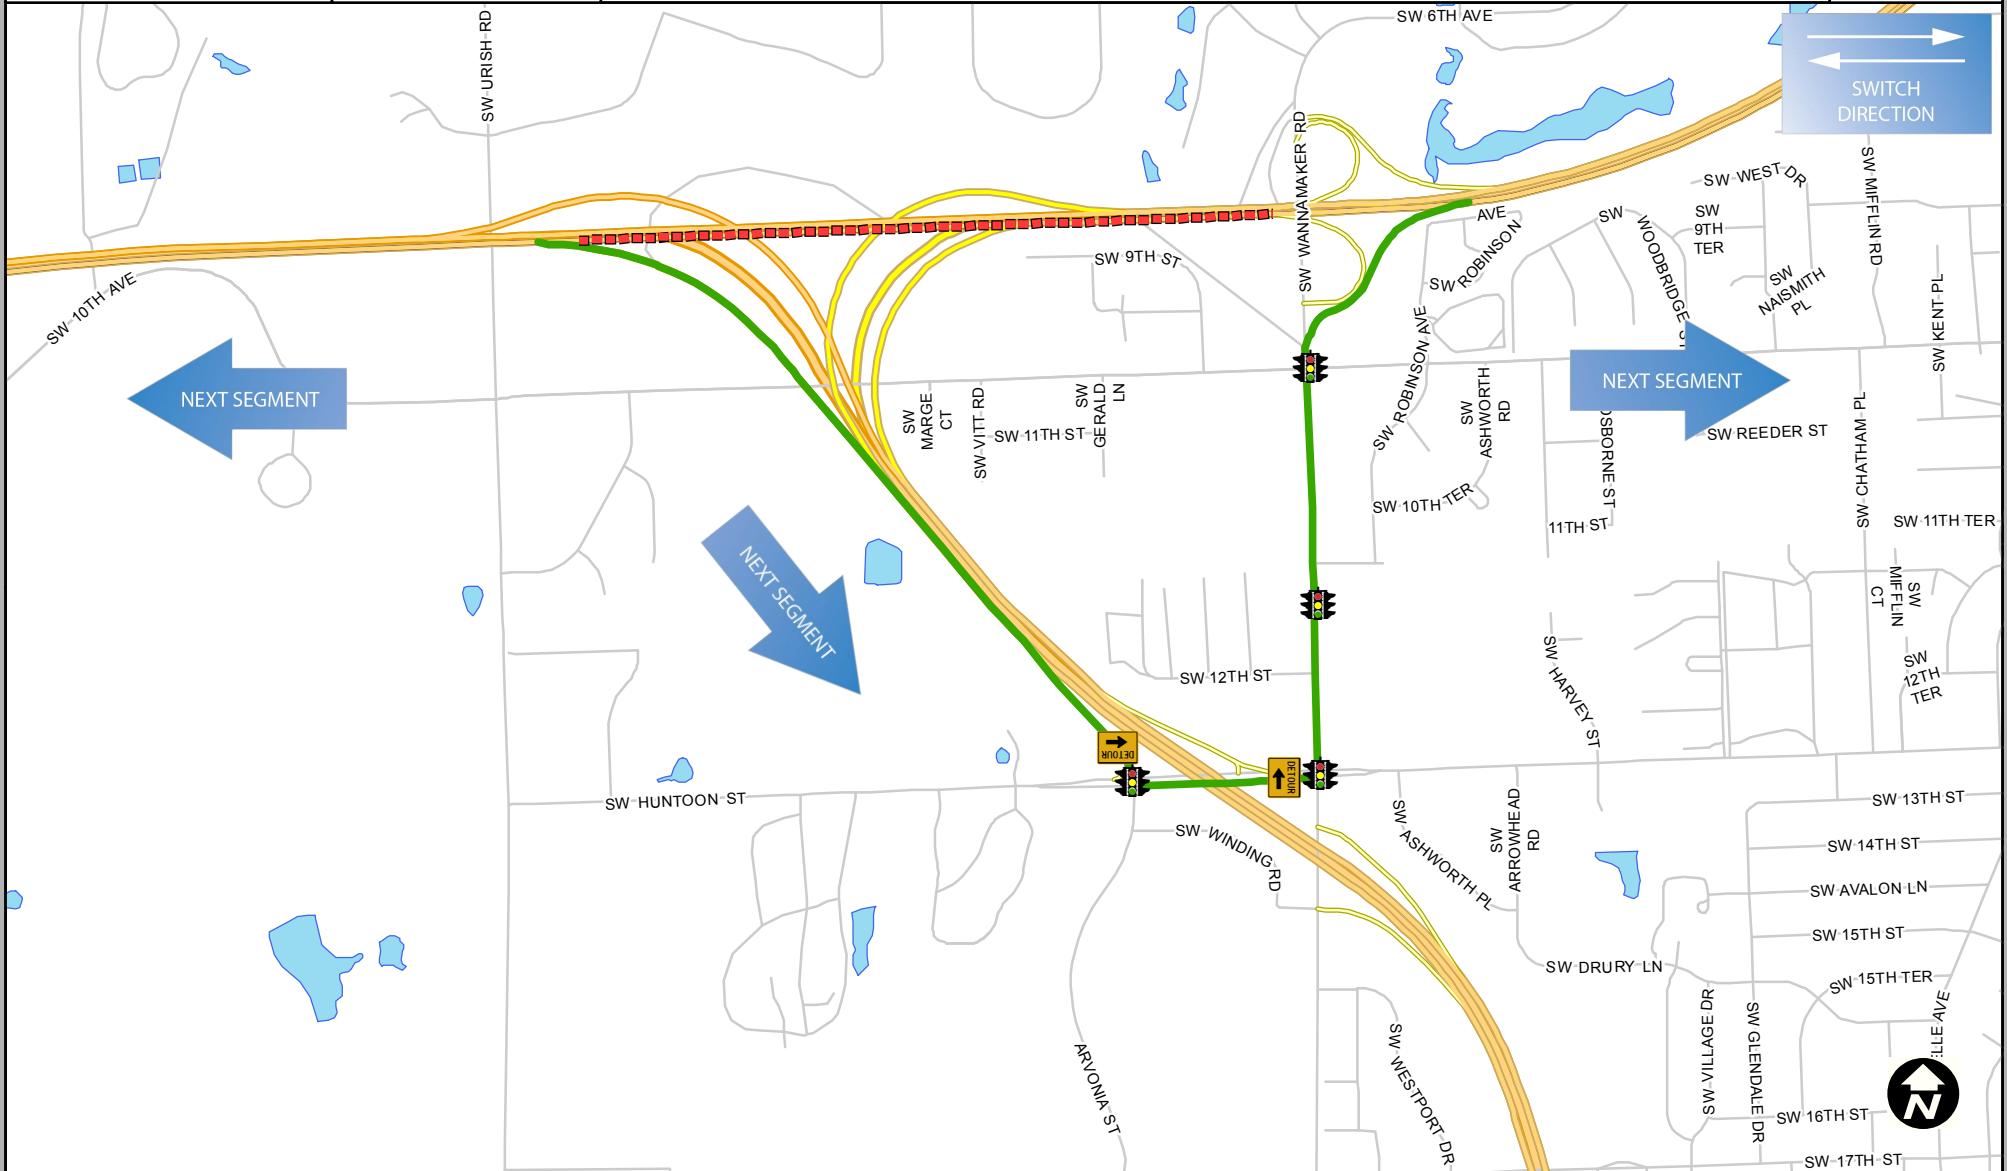 SW 6TH AVE
SW URISH RD
SWITCH
DIRECTION
SW WANNAMAKER RD
SW MIFFLIN RD
SW WEST DR
SW
9TH
TER
AVE
SW ROBINSON
SW
WOODBRIDGE
SW
NAISMITH
PL
SW KENT PL
SW 10TH AVE
SW 9TH ST
SW ROBINSON AVE
NEXT SEGMENT
NEXT SEGMENT
SW
MARGE
CT
SW VITT RD
SW 11TH ST
SW
GERALD
LN
SW
ASHWORTH
RD
OSBORNE ST
SW REEDER ST
SW CHATHAM PL
SW 10TH TER
11TH ST
SW 11TH TER
NEXT SEGMENT
SW
MIFFLIN
CT
SW 12TH ST
SW HARVEY ST
SW
12TH
TER
DETOUR
DETOUR
SW HUNTOON ST
SW WINDING RD
SW ASHWORTH PL
SW
ARROWHEAD
RD
SW 13TH ST
SW 14TH ST
SW AVALON LN
SW 15TH ST
SW DRURY LN
SW 15TH TER
SW VILLAGE DR
SW GLENDALE DR
ELLE AVE
ARVONIA ST
SW WESTPORT DR
N
SW 16TH ST
SW 17TH ST